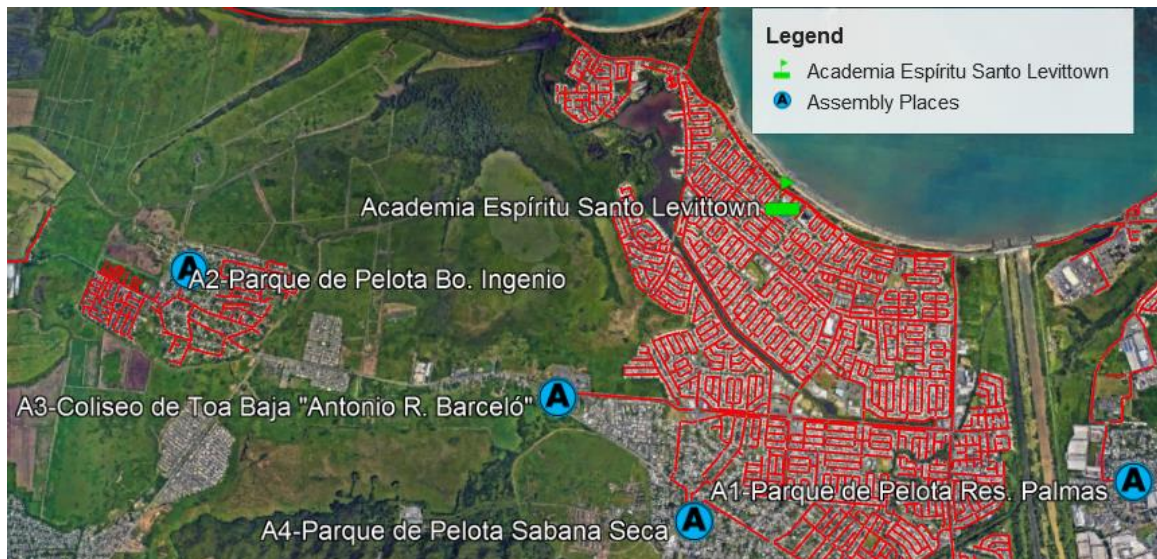 Legend
Academia Espíritu Santo Levittown
A Assembly Places
Academia Espíritu Santo Levittown
A
A2-Parque de Pelota Bo. Ingenio
A3-Coliseo de Toa Baja "Antonio R. Barceló" A
A1-Parque de Pelota Res. Palmas A
A4-Parque de Pelota Sabana Seca A